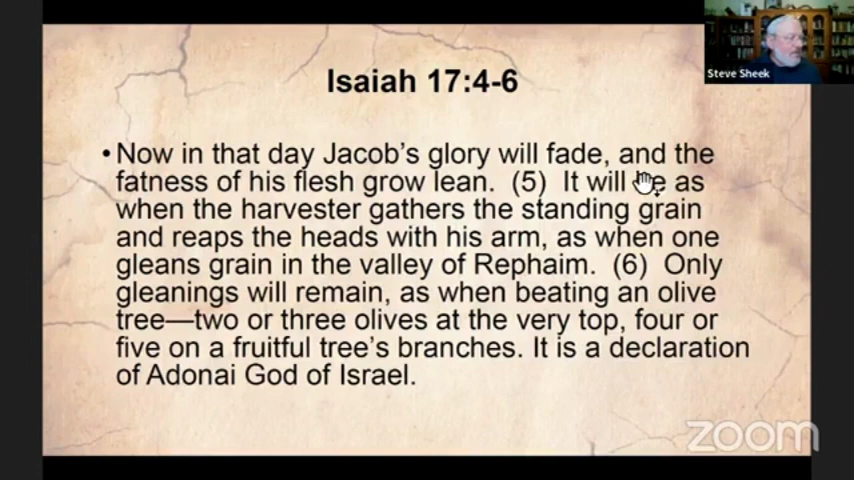 Steve Sheek
Isaiah 17:4-6
• Now in that day Jacob's glory will fade, and the
fatness of his flesh grow lean. (5) It will be as
when the harvester gathers the standing grain
and reaps the heads with his arm, as when one
gleans grain in the valley of Rephaim. (6) Only
gleanings will remain, as when beating an olive
tree—two or three olives at the very top, four or
five on a fruitful tree's branches. It is a declaration
of Adonai God of Israel.
zoom